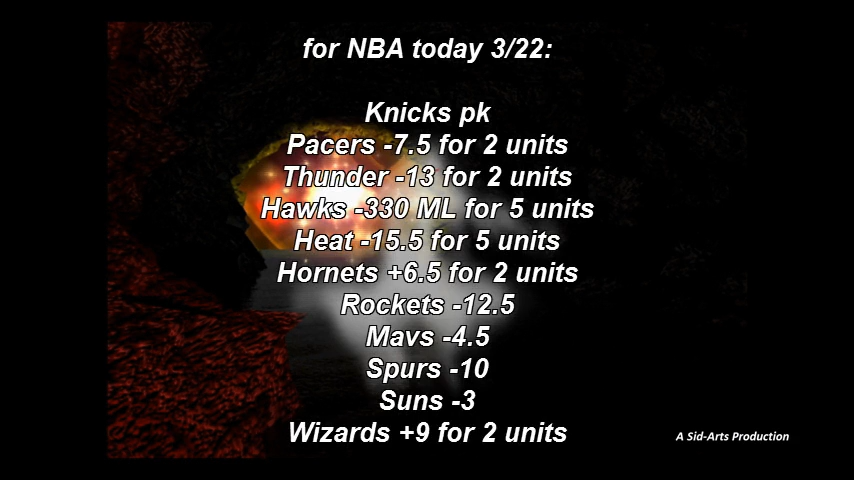 for NBA today 3/22:
Knicks pk
Pacers -7.5 for 2 units
Thunder -13 for 2 units
Hawks -330 ML for 5 units
Heat -15.5 for 5 units
Hornets +6.5 for 2 units
Rockets -12.5
Mavs -4.5
Spurs -10
Suns -3
Wizards +9 for 2 units
A Sid-Arts Production